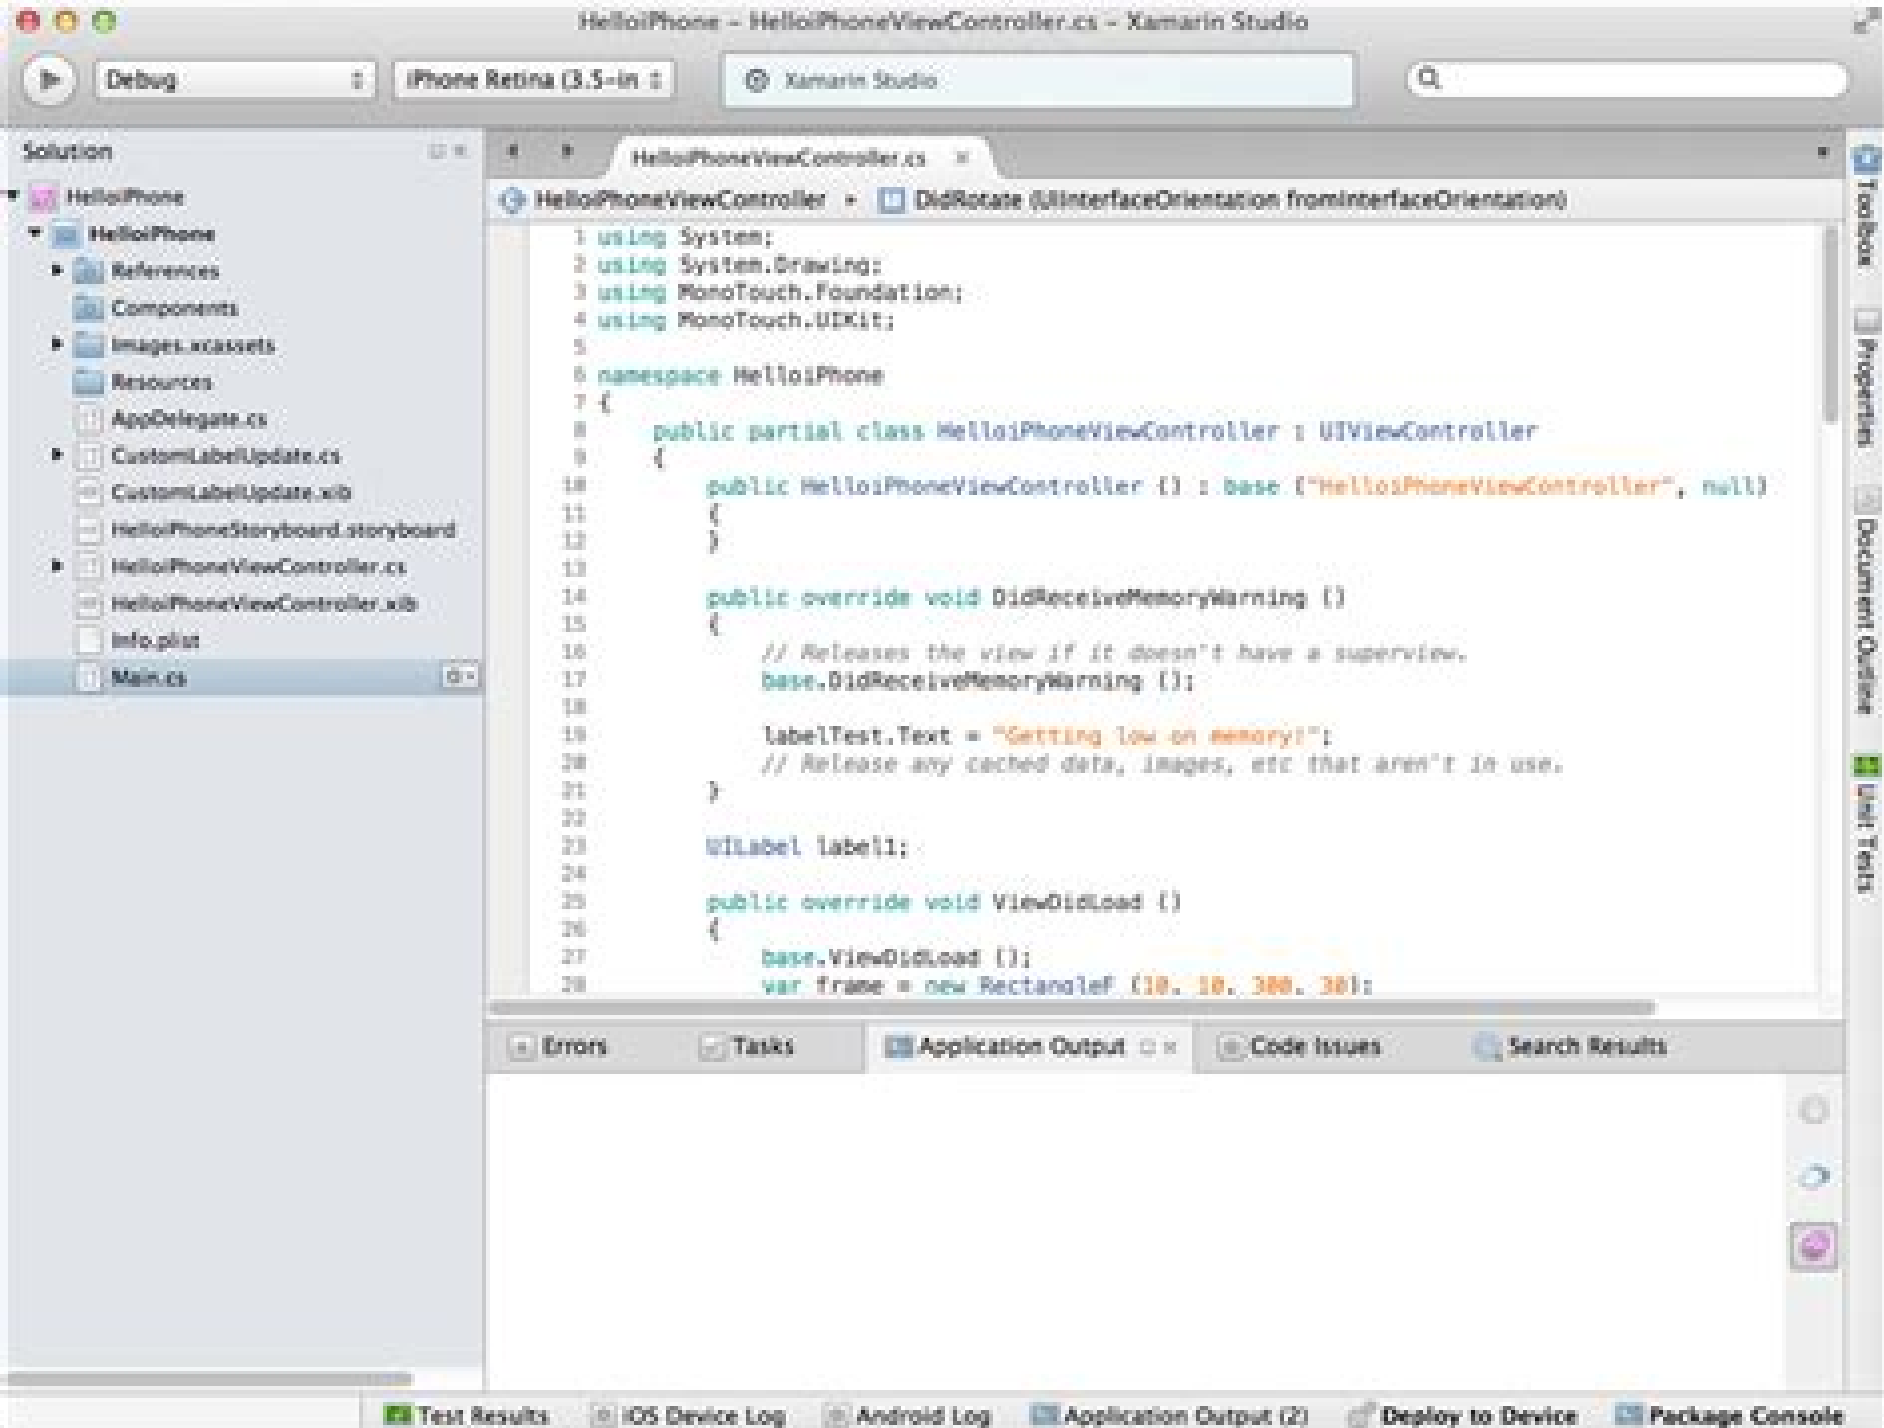 HelloiPhone – HelloiPhoneViewController.cs – Xamarin Studio
Debug
iPhone Retina (3.5-in
Xamarin Studio
Solution
HelloiPhone
HelloiPhone
References
Components
Images.xcassets
Resources
AppDelegate.cs
CustomLabelUpdate.cs
CustomLabelUpdate.xib
HelloiPhoneStoryboard.storyboard
HelloiPhoneViewController.cs
HelloiPhoneViewController.xib
Info.plist
Main.cs
HelloiPhoneViewController.cs
HelloiPhoneViewController
DidRotate (UIInterfaceOrientation fromInterfaceOrientation)
1 using System;
2 using System.Drawing;
3 using MonoTouch.Foundation;
4 using MonoTouch.UIKit;
5
6 namespace HelloiPhone
7 {
8 public partial class HelloiPhoneViewController : UIViewController
9 {
10 public HelloiPhoneViewController () : base ("HelloiPhoneViewController", null)
11 {
12 }
13
14 public override void DidReceiveMemoryWarning ()
15 {
16 // Releases the view if it doesn't have a superview.
17 base.DidReceiveMemoryWarning ();
18
19 labelTest.Text = "Getting low on memory!";
20 // Release any cached data, images, etc that aren't in use.
21 }
22
23 UILabel label1;
24
25 public override void ViewDidLoad ()
26 {
27 base.ViewDidLoad ();
28 var frame = new RectangleF (10, 10, 300, 30);
Toolbox
Properties
Document Outline
Unit Tests
Errors
Tasks
Application Output
Code Issues
Search Results
Test Results
iOS Device Log
Android Log
Application Output (2)
Deploy to Device
Package Console